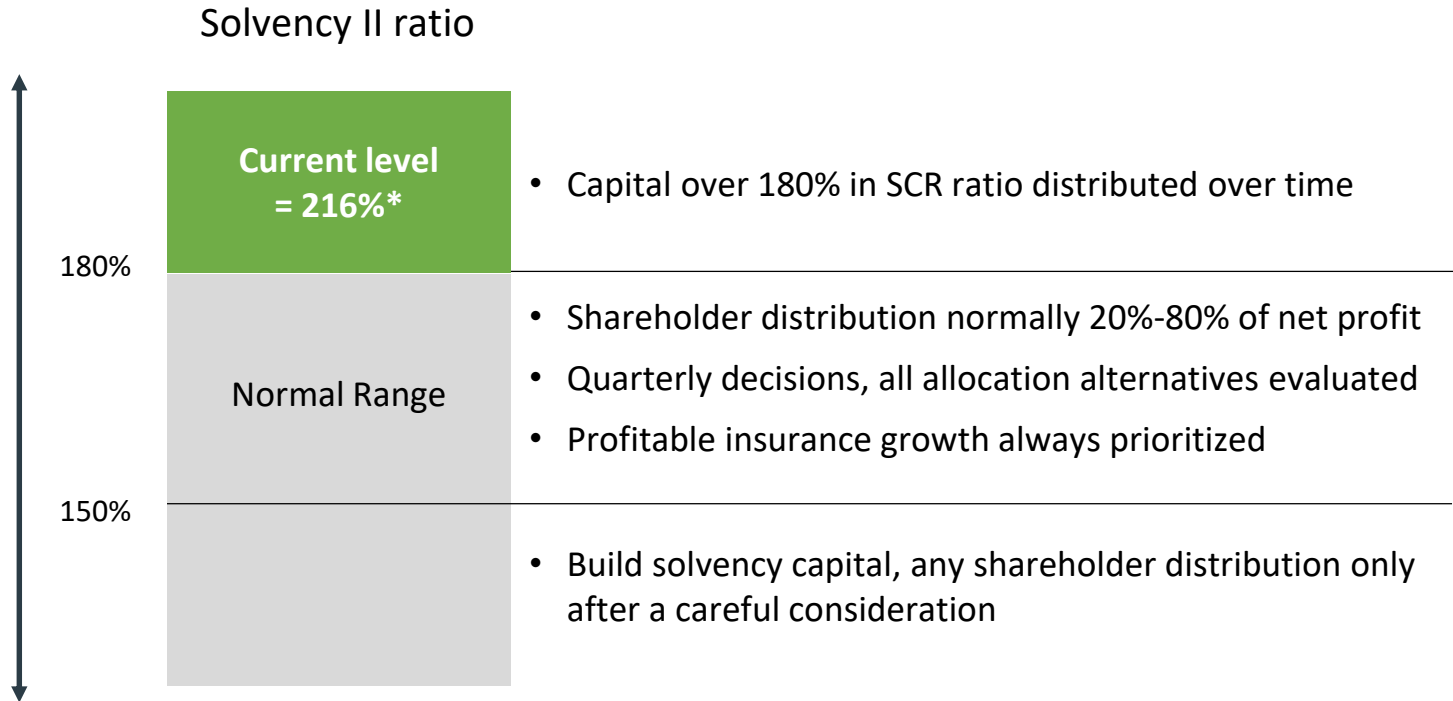 Solvency II ratio
Current level
= 216%*
• Capital over 180% in SCR ratio distributed over time
180%
• Shareholder distribution normally 20%-80% of net profit
Normal Range
• Quarterly decisions, all allocation alternatives evaluated
• Profitable insurance growth always prioritized
150%
• Build solvency capital, any shareholder distribution only
after a careful consideration